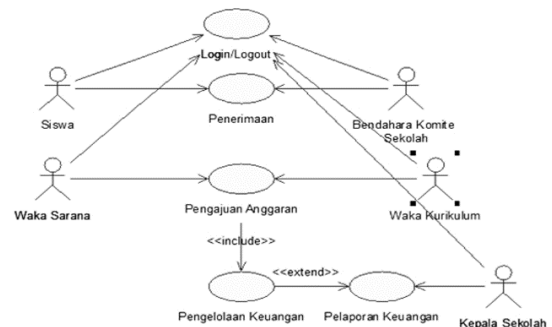 Login/Logout
Siswa
Penerimaan
Bendahara Komite
Sekolah
Waka Sarana
Pengajuan Anggaran
Waka Kurikulum
<<include>>
<<extend>>
Pengelolaan Keuangan
Pelaporan Keuangan
Kepala Sekolah